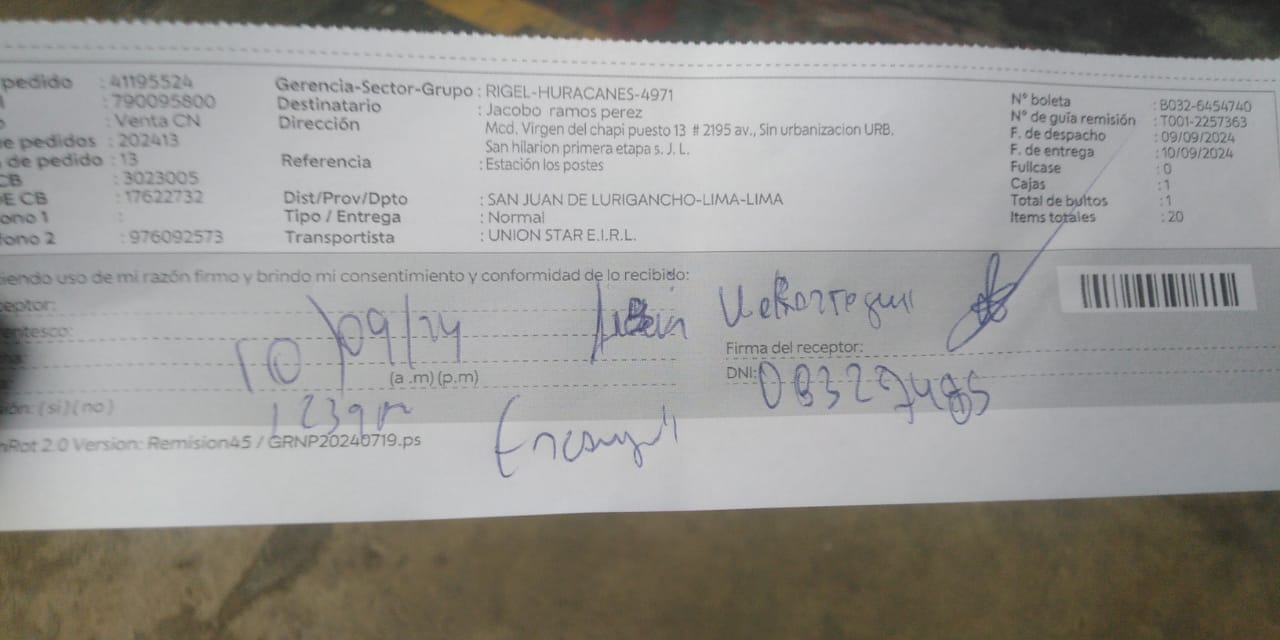 pedido : 41195524
: 790095800
: Venta CN
e pedidos : 202413
de pedido : 13
CB : 3023005
E CB : 17622732
ono 1 :
fono 2 : 976092573
Gerencia-Sector-Grupo : RIGEL-HURACANES-4971
Destinatario : Jacobo ramos perez
Dirección : Mcd. Virgen del chapi puesto 13 # 2195 av., Sin urbanizacion URB.
San hilarion primera etapa s. J. L.
Referencia : Estación los postes
Dist/Prov/Dpto : SAN JUAN DE LURIGANCHO-LIMA-LIMA
Tipo / Entrega : Normal
Transportista : UNION STAR E.I.R.L.
N° boleta : B032-6454740
N° de guía remisión : T001-2257363
F. de despacho : 09/09/2024
F. de entrega : 10/09/2024
Fullcase : 0
Cajas : 1
Total de bultos : 1
Items totales : 20
iendo uso de mi razón firmo y brindo mi consentimiento y conformidad de lo recibido:
eptor:
entesco:
10/09/24
(a .m)(p.m)
Firma del receptor:
DNI:
ión: (si)(no)
nRot 2.0 Version: Remision45 / GRNP20240719.ps